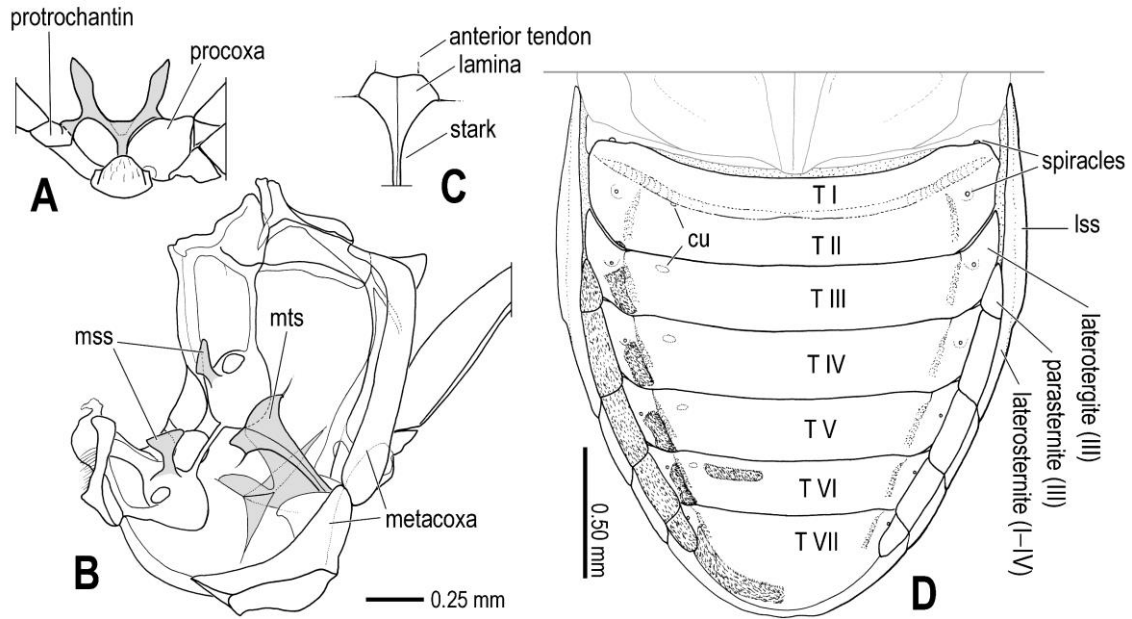 protrochantin
procoxa
A
anterior tendon
lamina
stark
C
mss
mts
metacoxa
B
0.25 mm
spiracles
T I
cu
T II
lss
T III
T IV
T V
T VI
T VII
laterotergite (III)
parasternite (III)
laterosternite (I–IV)
0.50 mm
D